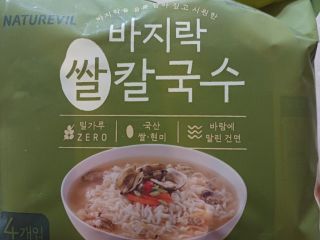 NATUREVIL
바지락
쌀칼국수
밀가루
ZERO
국산
쌀·현미
바람에
말린 건면
4개입